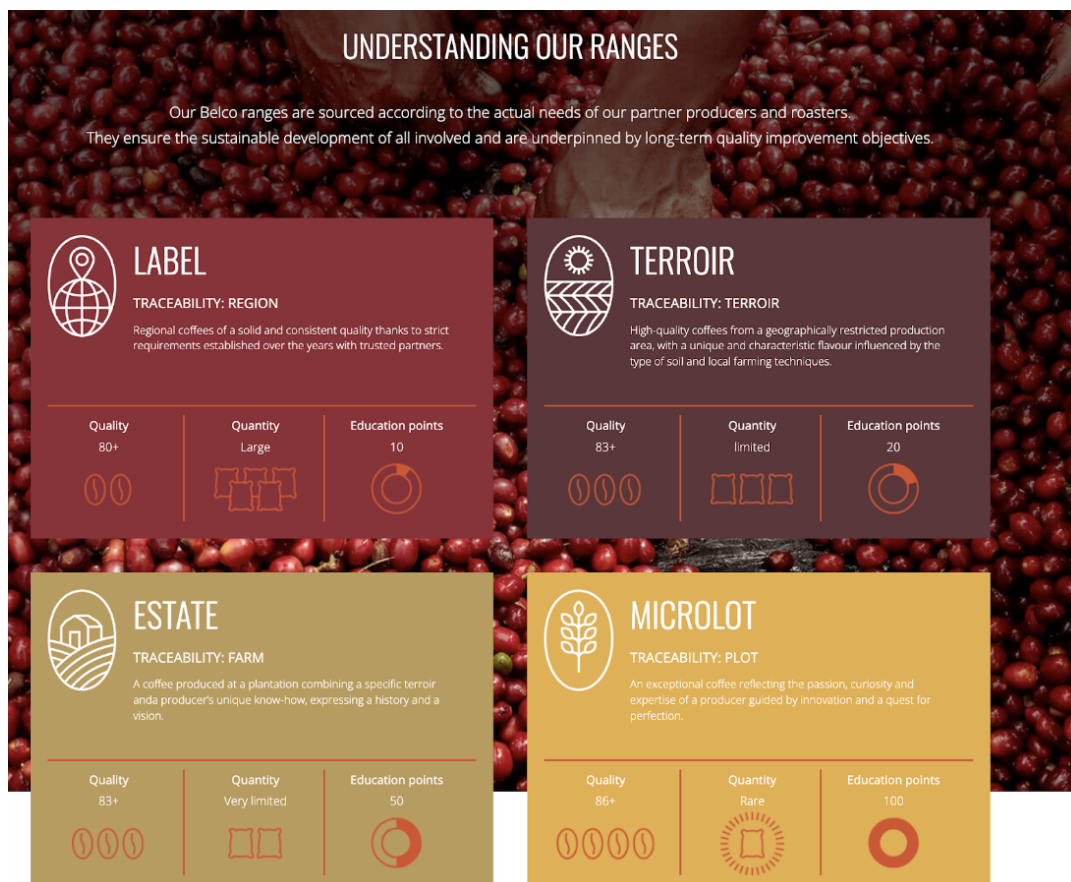 UNDERSTANDING OUR RANGES
Our Belco ranges are sourced according to the actual needs of our partner producers and roasters.
They ensure the sustainable development of all involved and are underpinned by long-term quality improvement objectives.
LABEL
TRACEABILITY: REGION
Regional coffees of a solid and consistent quality thanks to strict
requirements established over the years with trusted partners.
Quality
80+
Quantity
Large
Education points
10
TERROIR
TRACEABILITY: TERROIR
High-quality coffees from a geographically restricted production
area, with a unique and characteristic flavour influenced by the
type of soil and local farming techniques.
Quality
83+
Quantity
limited
Education points
20
ESTATE
TRACEABILITY: FARM
A coffee produced at a plantation combining a specific terroir
anda producer's unique know-how, expressing a history and a
vision.
Quality
83+
Quantity
Very limited
Education points
50
MICROLOT
TRACEABILITY: PLOT
An exceptional coffee reflecting the passion, curiosity and
expertise of a producer guided by innovation and a quest for
perfection.
Quality
86+
Quantity
Rare
Education points
100